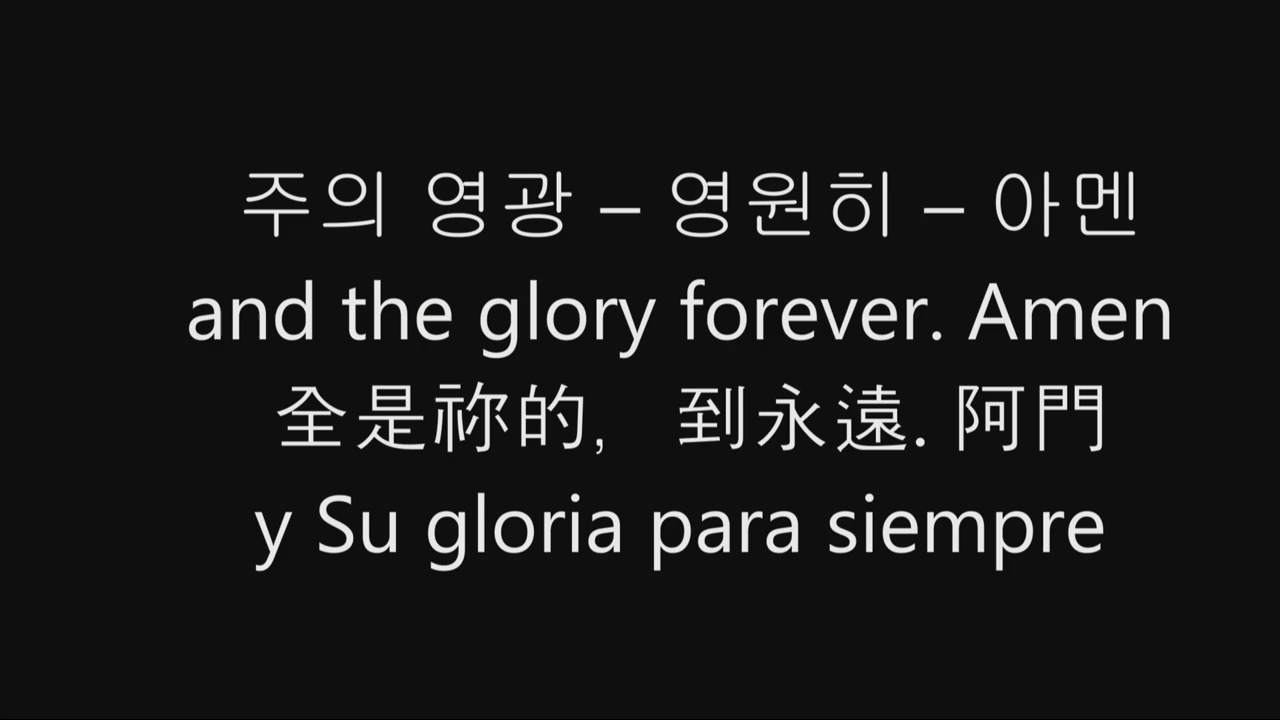 주의 영광 – 영원히 – 아멘
and the glory forever. Amen
全是祢的, 到永遠. 阿門
y Su gloria para siempre